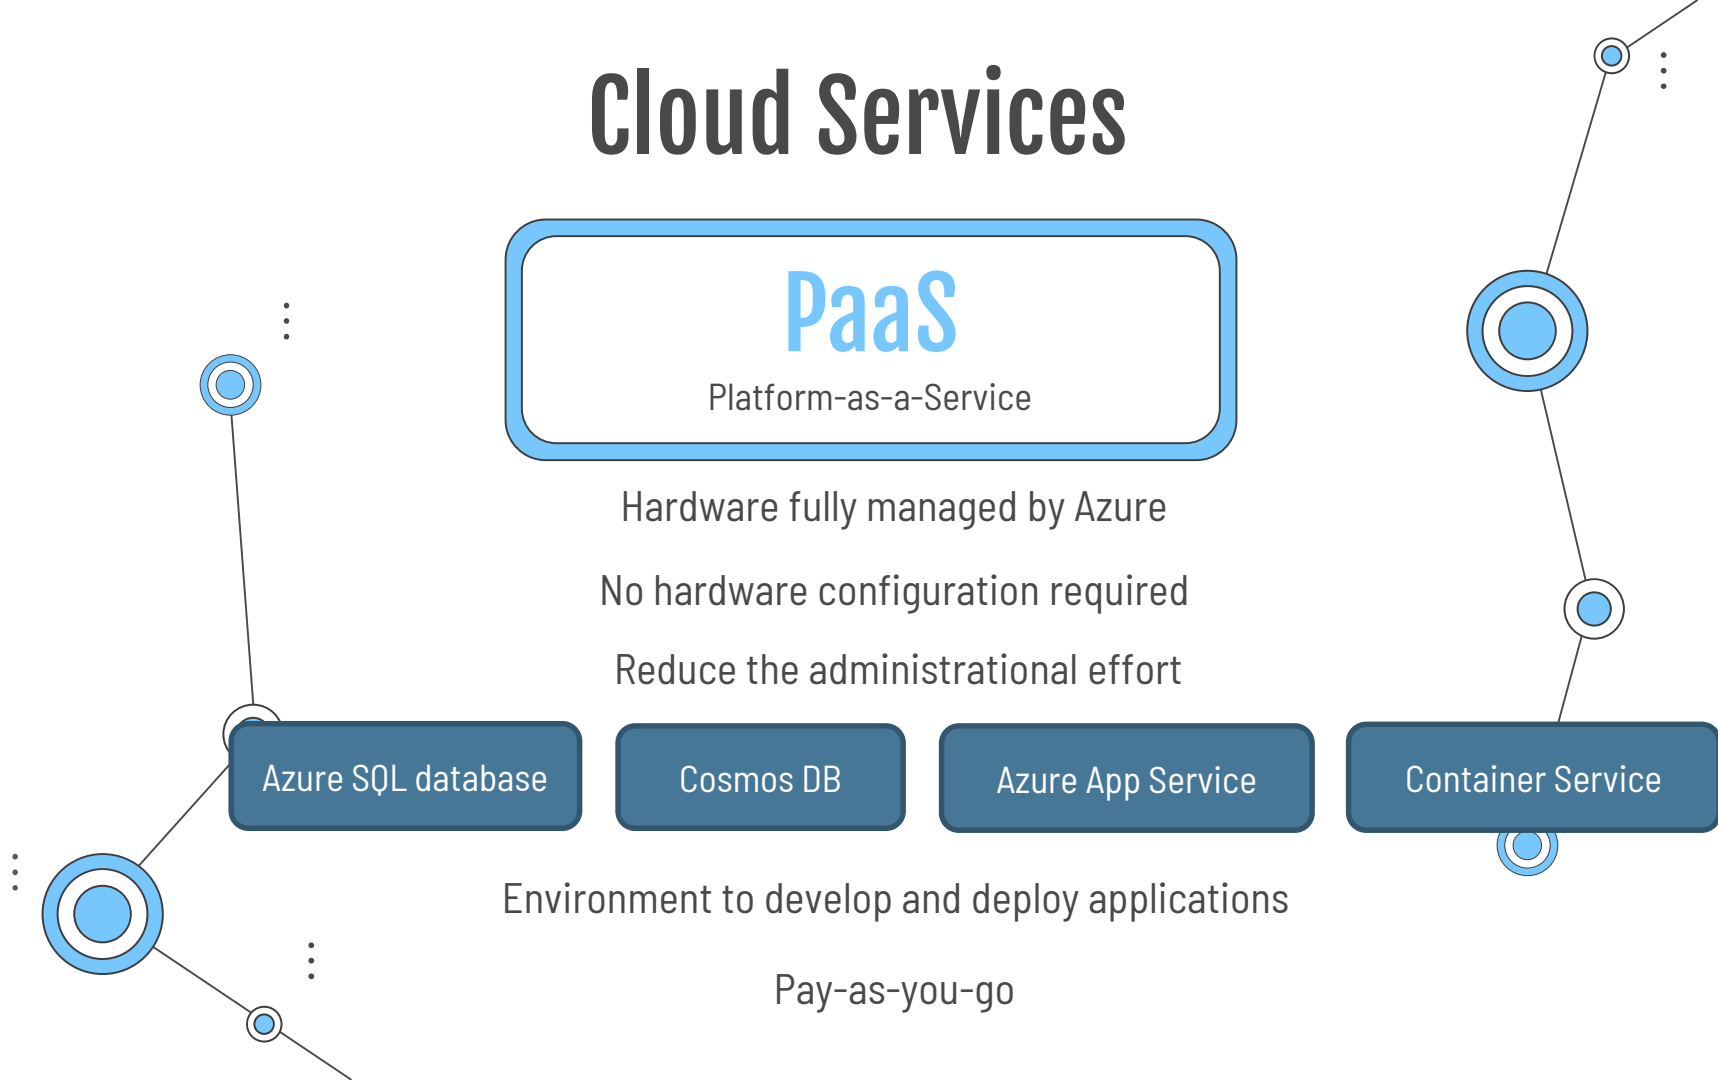 Cloud Services
PaaS
Platform-as-a-Service
Hardware fully managed by Azure
No hardware configuration required
Reduce the administrational effort
Azure SQL database
Cosmos DB
Azure App Service
Container Service
Environment to develop and deploy applications
Pay-as-you-go